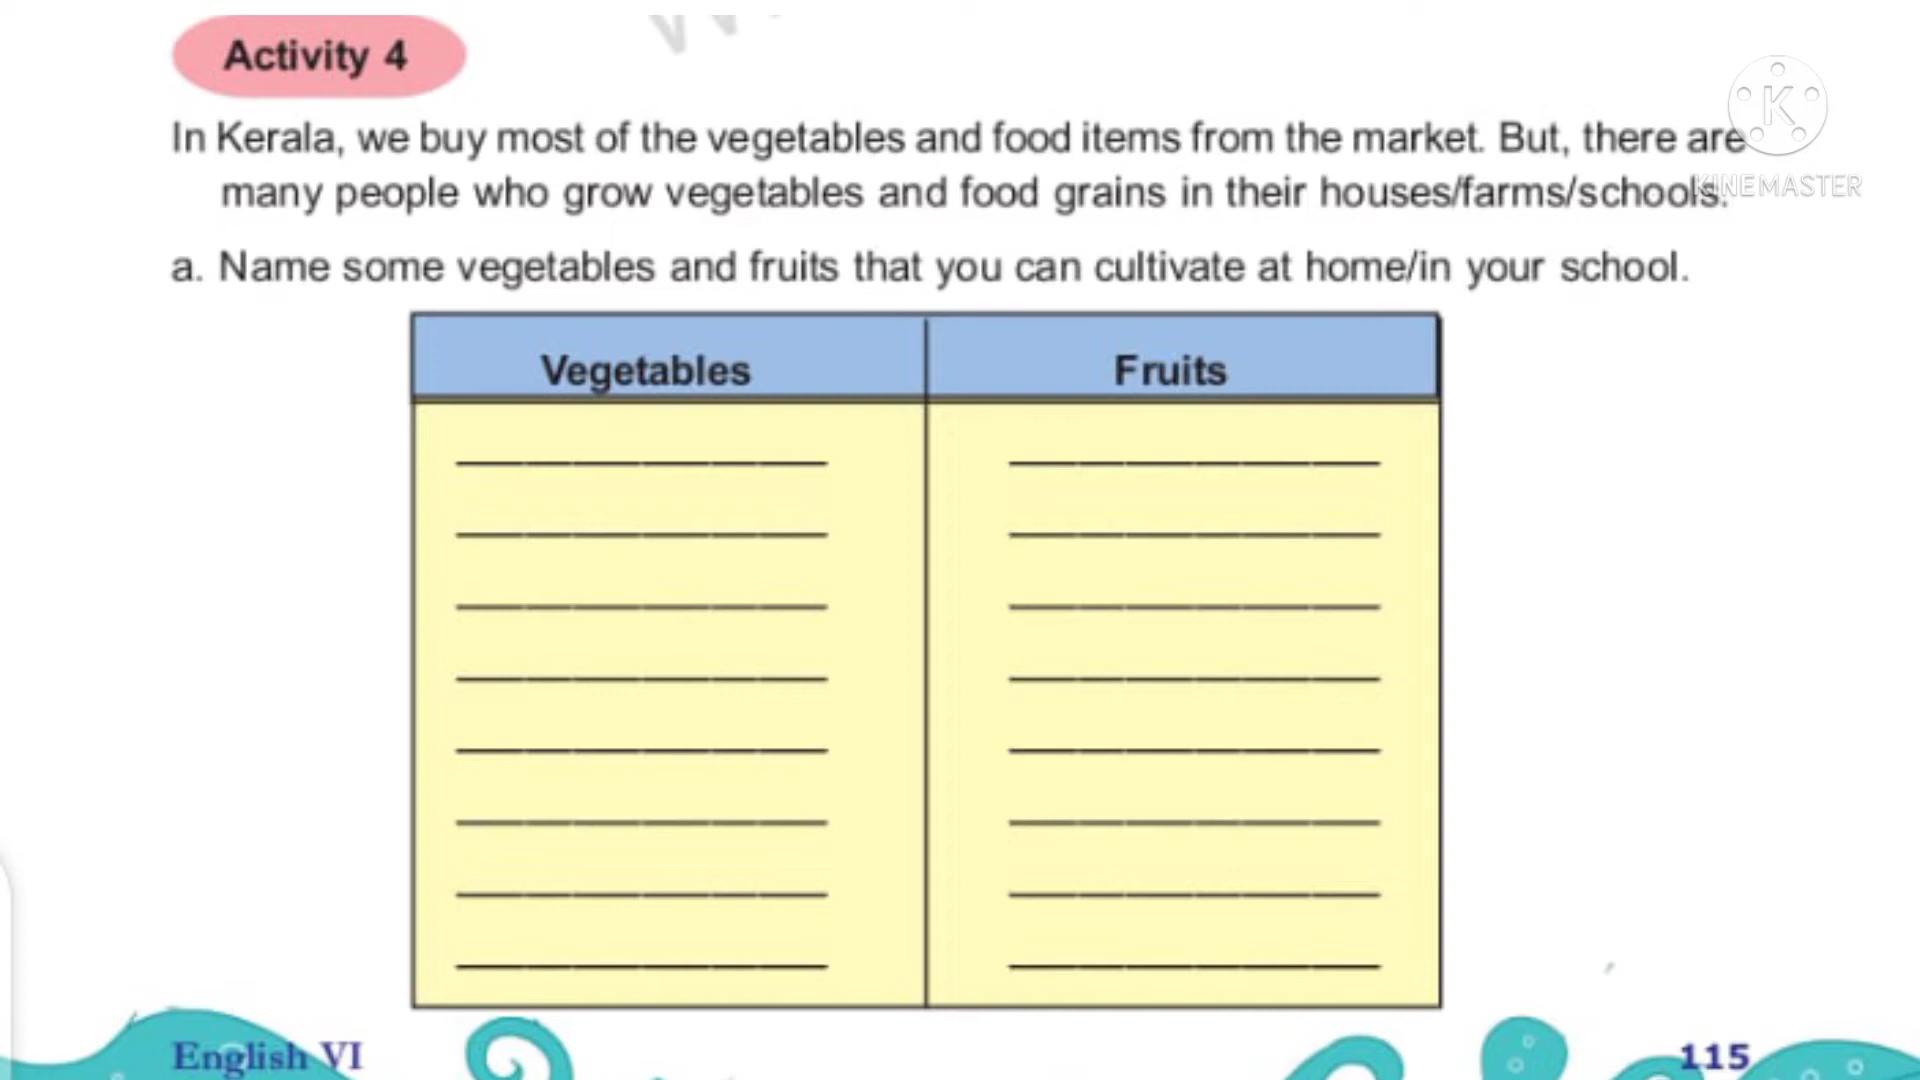 Activity 4
In Kerala, we buy most of the vegetables and food items from the market. But, there are
many people who grow vegetables and food grains in their houses/farms/schools.
K
KINEMASTER
a. Name some vegetables and fruits that you can cultivate at home/in your school.
Vegetables Fruits
English VI 115